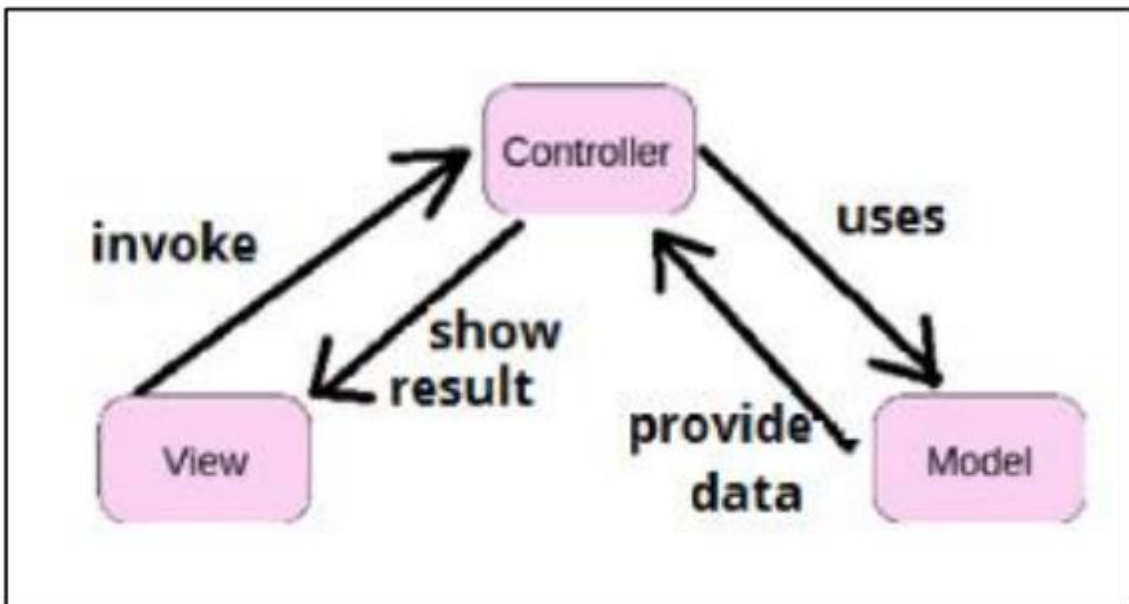 Controller
invoke
uses
show
result
provide
data
View
Model